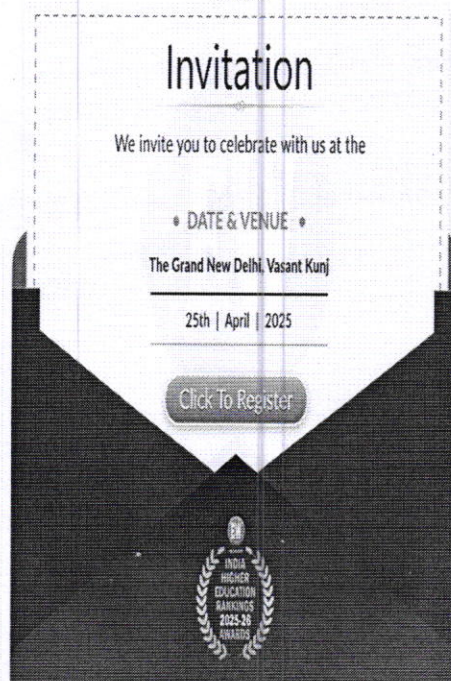 Invitation
We invite you to celebrate with us at the
• DATE & VENUE •
The Grand New Delhi, Vasant Kunj
25th | April | 2025
Click To Register
INDIA
HIGHER
EDUCATION
RANKINGS
2025-26
AWARDS